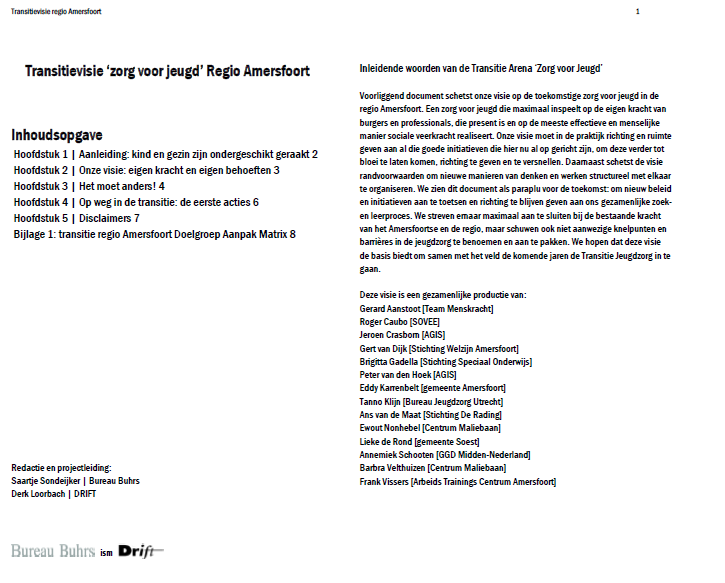 Transitievisie regio Amersfoort
1
Transitievisie ‘zorg voor jeugd’ Regio Amersfoort
Inhoudsopgave
Hoofdstuk 1 | Aanleiding: kind en gezin zijn ondergeschikt geraakt 2
Hoofdstuk 2 | Onze visie: eigen kracht en eigen behoeften 3
Hoofdstuk 3 | Het moet anders! 4
Hoofdstuk 4 | Op weg in de transitie: de eerste acties 6
Hoofdstuk 5 | Disclaimers 7
Bijlage 1: transitie regio Amersfoort Doelgroep Aanpak Matrix 8
Redactie en projectleiding:
Saartje Sondeijker | Bureau Buhrs
Derk Loorbach | DRIFT
Bureau Buhrs ism Drift
Inleidende woorden van de Transitie Arena ‘Zorg voor Jeugd’
Voorliggend document schetst onze visie op de toekomstige zorg voor jeugd in de
regio Amersfoort. Een zorg voor jeugd die maximaal inspeelt op de eigen kracht van
burgers en professionals, die present is en op de meeste effectieve en menselijke
manier sociale veerkracht realiseert. Onze visie moet in de praktijk richting en ruimte
geven aan al die goede initiatieven die hier nu al op gericht zijn, om deze verder tot
bloei te laten komen, richting te geven en te versnellen. Daarnaast schetst de visie
randvoorwaarden om nieuwe manieren van denken en werken structureel met elkaar
te organiseren. We zien dit document als paraplu voor de toekomst: om nieuw beleid
en initiatieven aan te toetsen en richting te blijven geven aan ons gezamenlijke zoek-
en leerproces. We streven ernaar maximaal aan te sluiten bij de bestaande kracht
van het Amersfoortse en de regio, maar schuwen ook niet aanwezige knelpunten en
barrières in de jeugdzorg te benoemen en aan te pakken. We hopen dat deze visie
de basis biedt om samen met het veld de komende jaren de Transitie Jeugdzorg in te
gaan.
Deze visie is een gezamenlijke productie van:
Gerard Aanstoot [Team Menskracht]
Roger Caubo [SOVEE]
Jeroen Crasborn [AGIS]
Gert van Dijk [Stichting Welzijn Amersfoort]
Brigitta Gadella [Stichting Speciaal Onderwijs]
Peter van den Hoek [AGIS]
Eddy Karrenbelt [gemeente Amersfoort]
Tanno Klijn [Bureau Jeugdzorg Utrecht]
Ans van de Maat [Stichting De Rading]
Ewout Nonhebel [Centrum Maliebaan]
Lieke de Rond [gemeente Soest]
Annemiek Schooten [GGD Midden-Nederland]
Barbra Velthuizen [Centrum Maliebaan]
Frank Vissers [Arbeids Trainings Centrum Amersfoort]